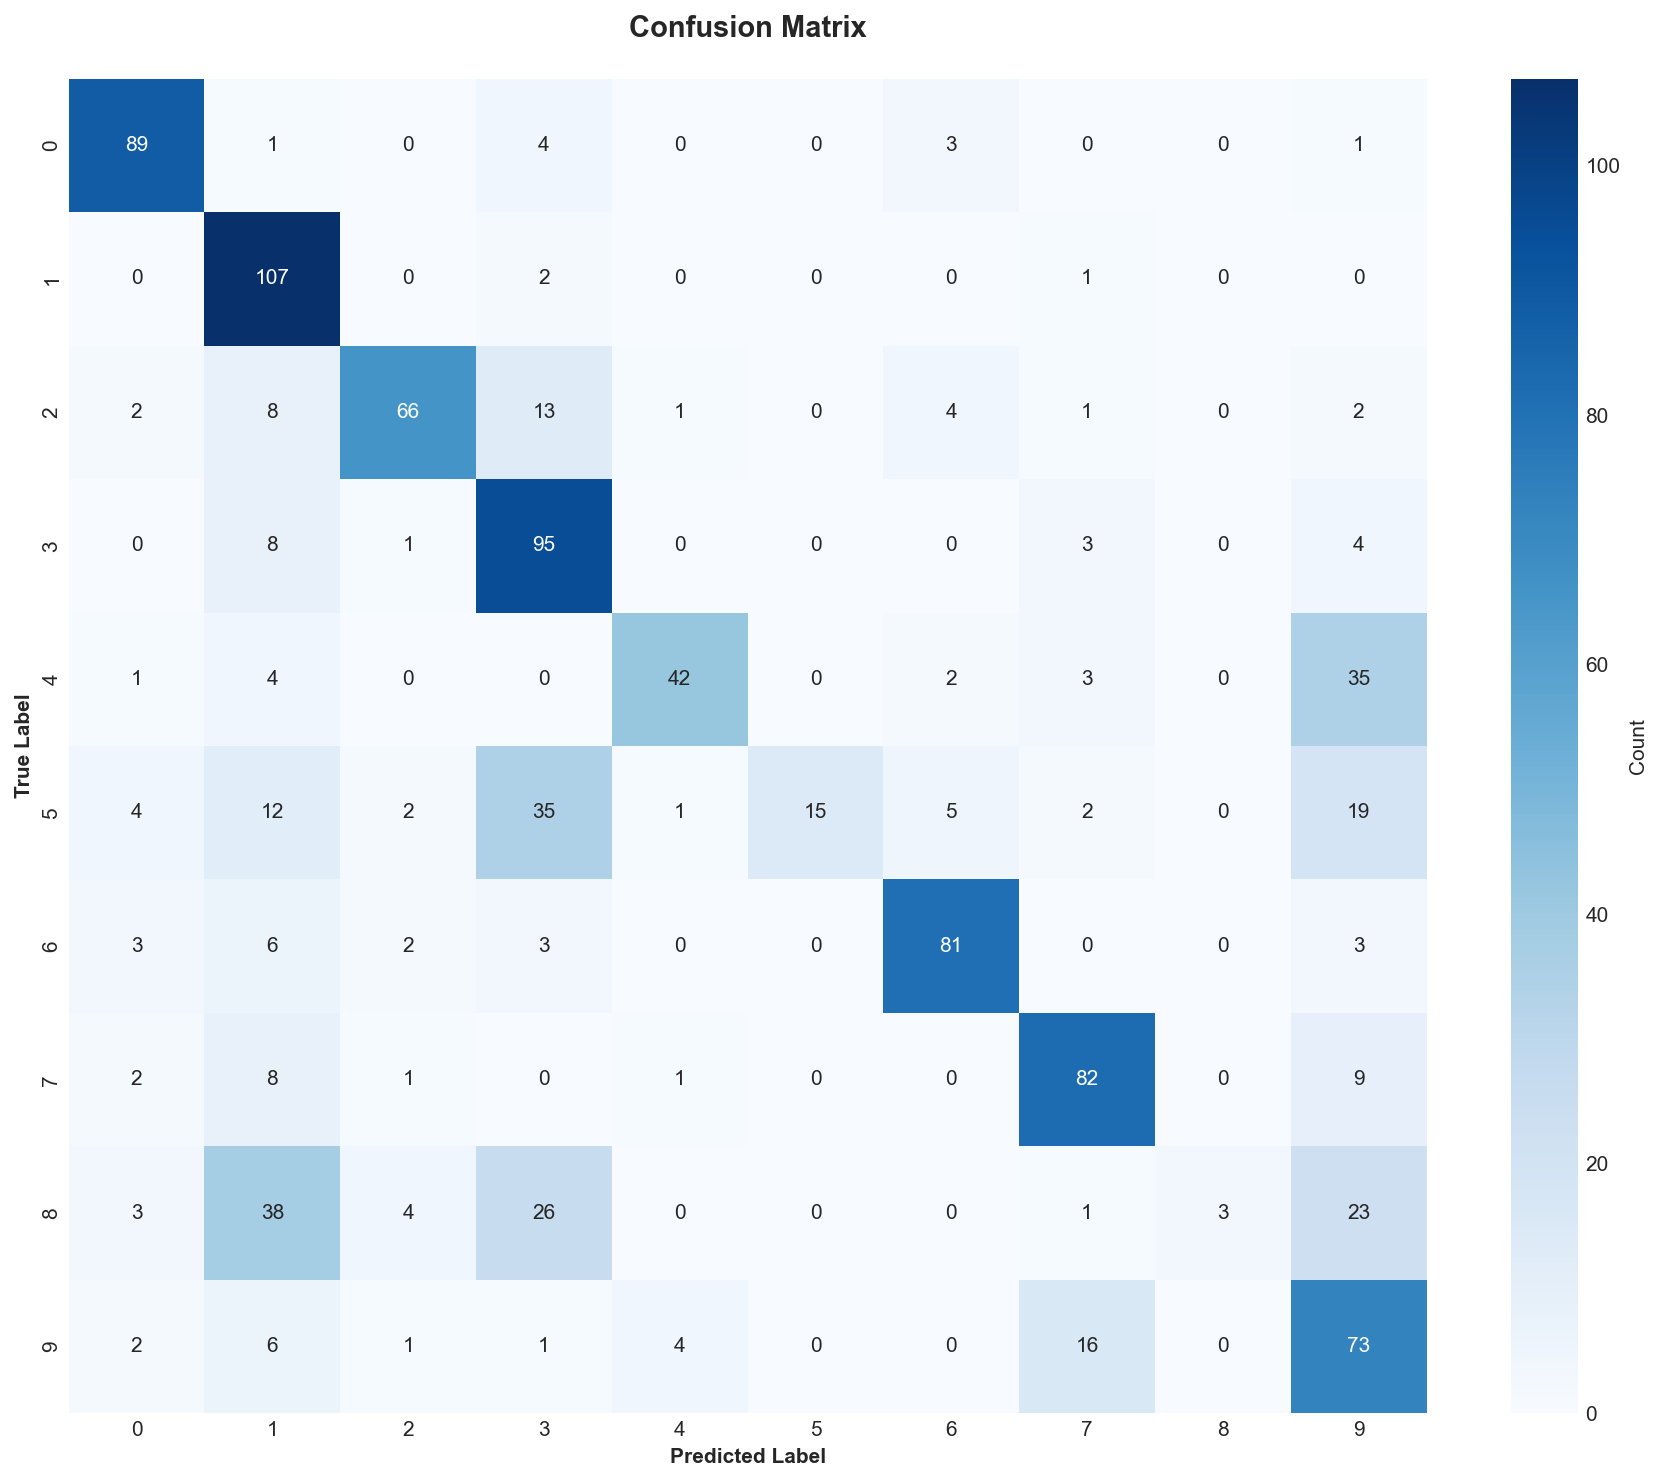 Confusion Matrix
0 89 1 0 4 0 0 3 0 0 1
1 0 107 0 2 0 0 0 1 0 0
2 2 8 66 13 1 0 4 1 0 2
3 0 8 1 95 0 0 0 3 0 4
4 1 4 0 0 42 0 2 3 0 35
5 4 12 2 35 1 15 5 2 0 19
6 3 6 2 3 0 0 81 0 0 3
7 2 8 1 0 1 0 0 82 0 9
8 3 38 4 26 0 0 0 1 3 23
9 2 6 1 1 4 0 0 16 0 73
0 1 2 3 4 5 6 7 8 9
Predicted Label
True Label
100
80
60
40
20
0
Count